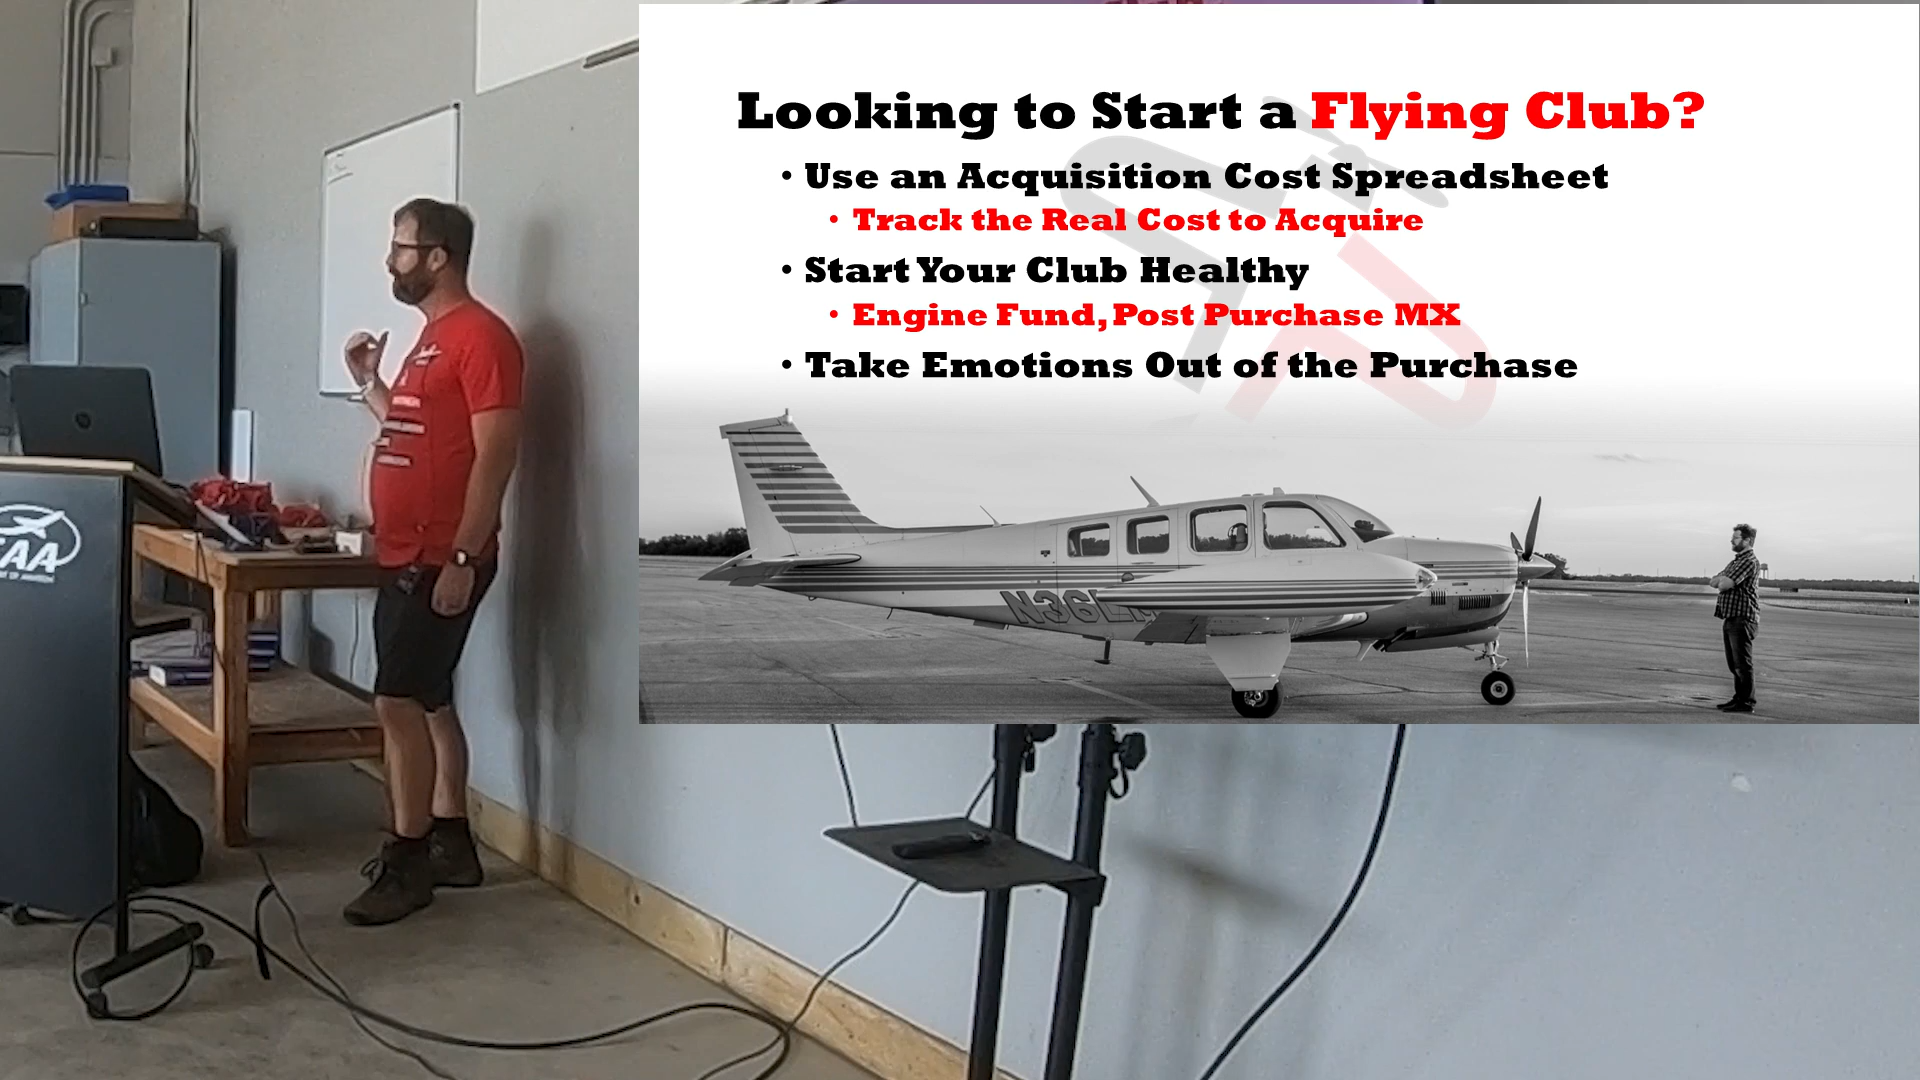 Looking to Start a Flying Club?
• Use an Acquisition Cost Spreadsheet
• Track the Real Cost to Acquire
• Start Your Club Healthy
• Engine Fund, Post Purchase MX
• Take Emotions Out of the Purchase
EAA